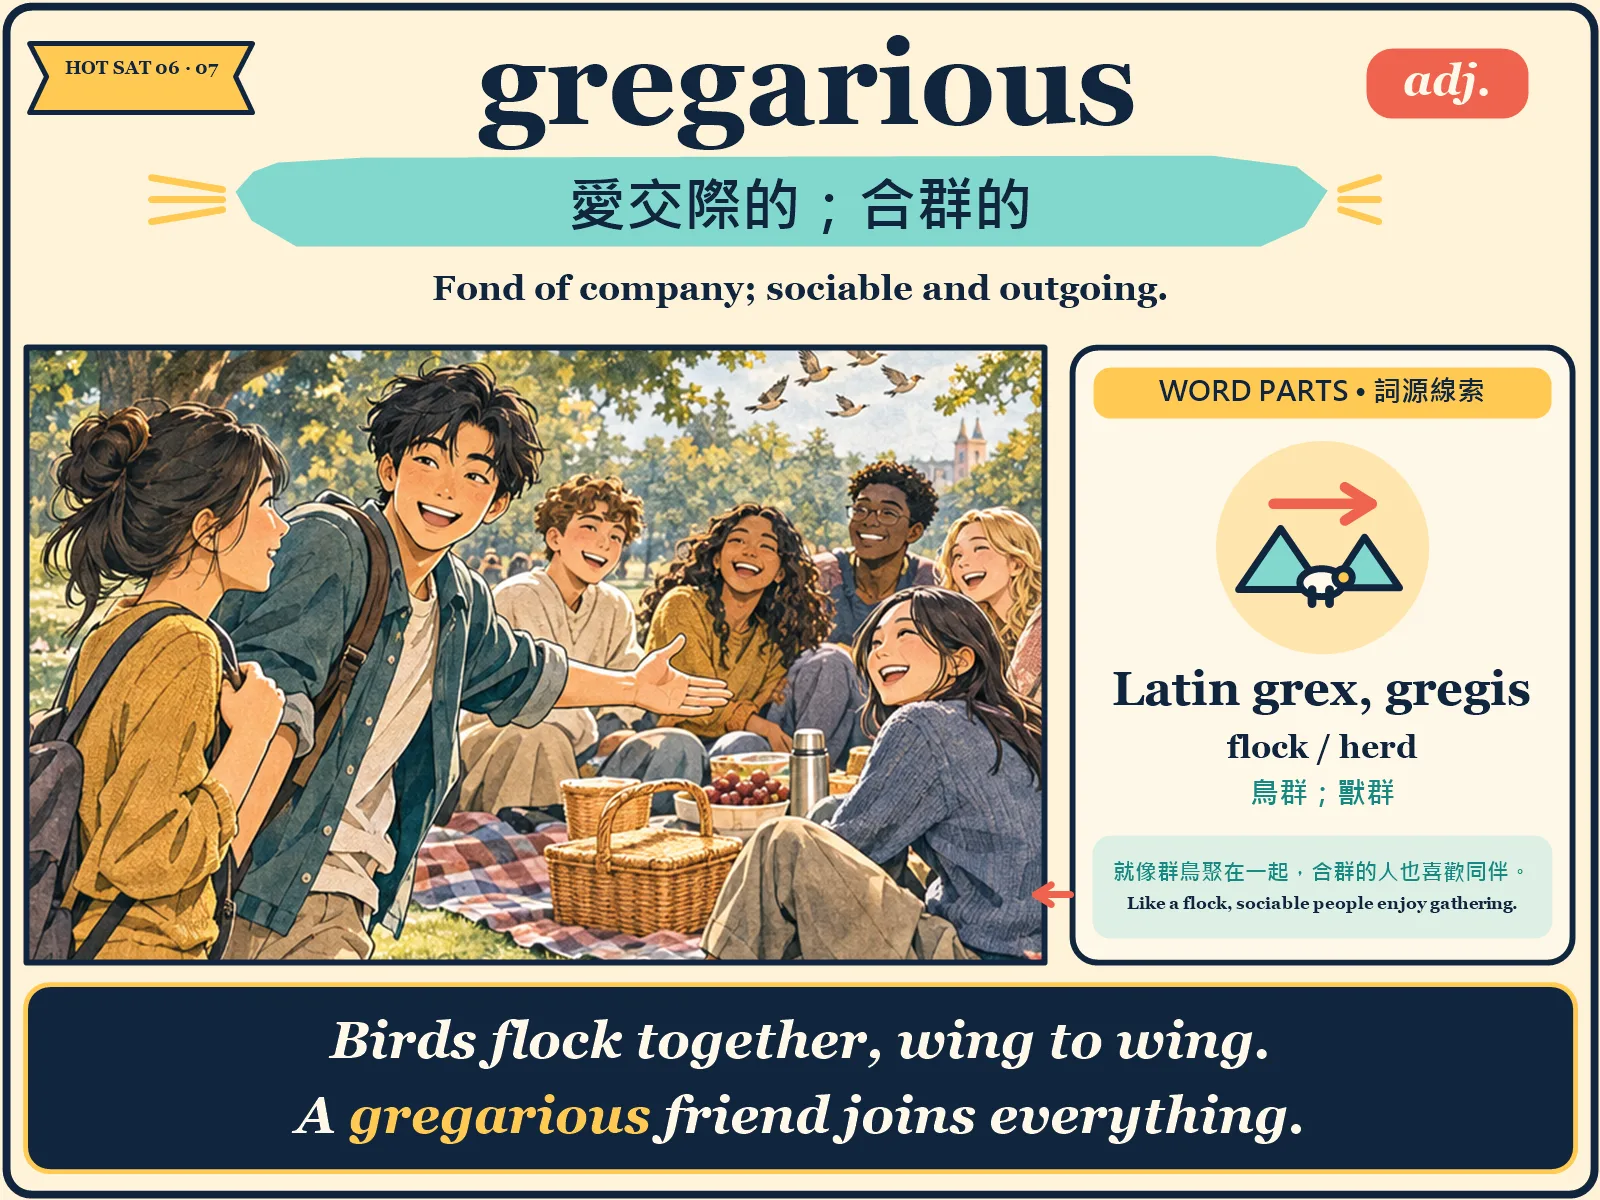 HOT SAT 06 · 07
gregarious
adj.
愛交際的；合群的
Fond of company; sociable and outgoing.
WORD PARTS • 詞源線索
Latin grex, gregis
flock / herd
鳥群；獸群
就像群鳥聚在一起，合群的人也喜歡同伴。
Like a flock, sociable people enjoy gathering.
Birds flock together, wing to wing.
A gregarious friend joins everything.